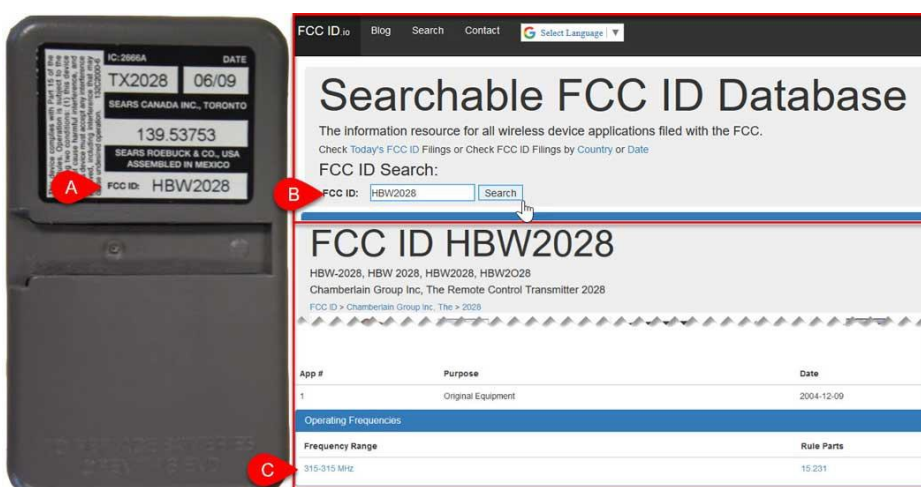 IC: 2666A DATE
TX2028 06/09
SEARS CANADA INC., TORONTO
139.53753
SEARS ROEBUCK & CO., USA
ASSEMBLED IN MEXICO
FCC ID: HBW2028
A
FCC ID.io Blog Search Contact Select Language ▼
Searchable FCC ID Database
The information resource for all wireless device applications filed with the FCC.
Check Today's FCC ID Filings or Check FCC ID Filings by Country or Date
FCC ID Search:
B
FCC ID: HBW2028 Search
FCC ID HBW2028
HBW-2028, HBW 2028, HBW2028, HBW2O28
Chamberlain Group Inc, The Remote Control Transmitter 2028
FCC ID > Chamberlain Group Inc, The > 2028
App # Purpose Date
1 Original Equipment 2004-12-09
Operating Frequencies
Frequency Range Rule Parts
C
315-315 MHz 15.231